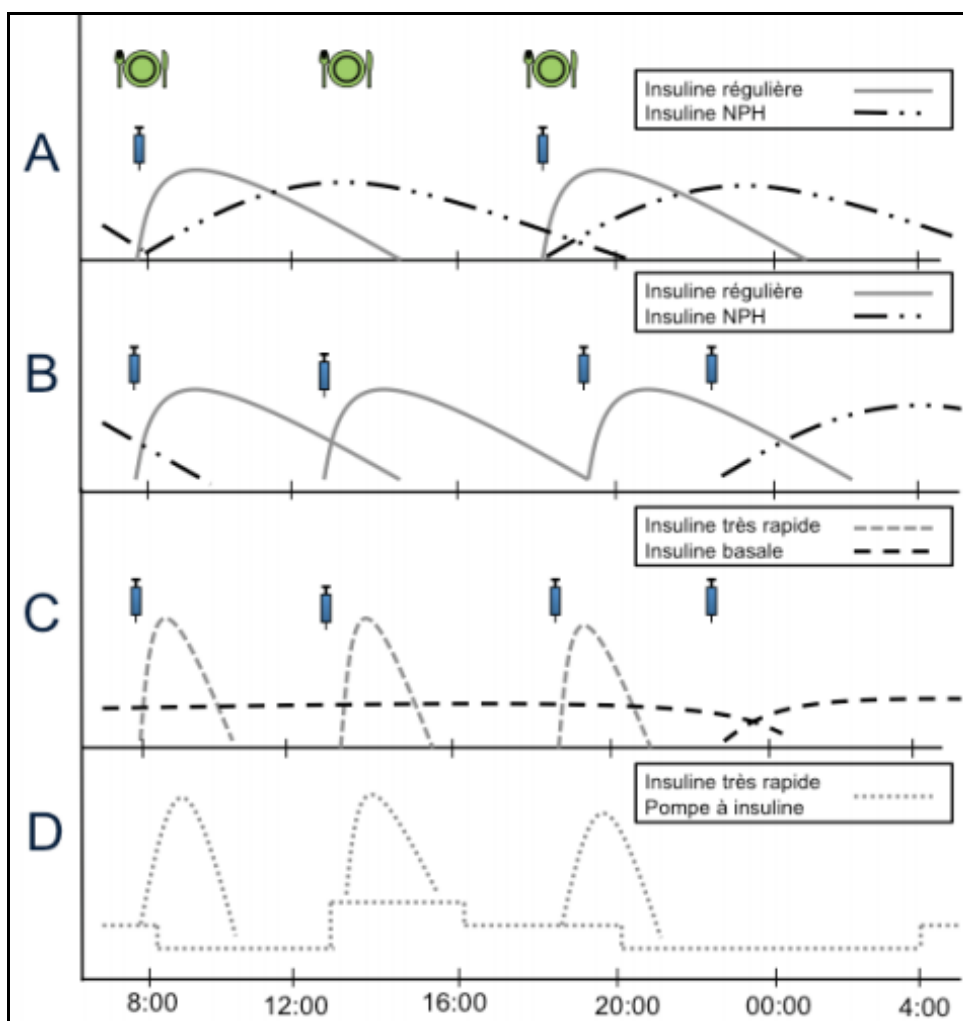 A
Insuline régulière
Insuline NPH
B
Insuline régulière
Insuline NPH
C
Insuline très rapide
Insuline basale
D
Insuline très rapide
Pompe à insuline
8:00 12:00 16:00 20:00 00:00 4:00